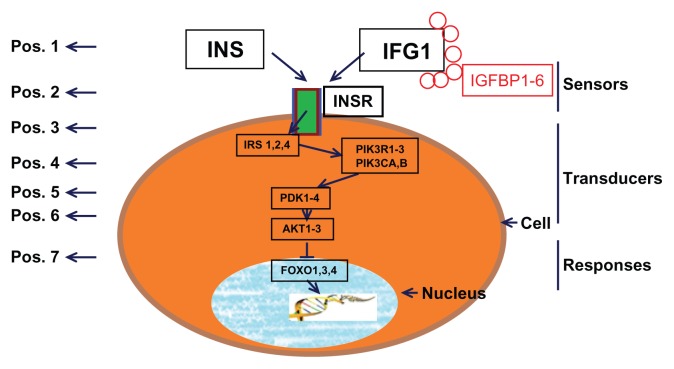 Pos. 1
INS
IFG1
IGFBP1-6
Sensors
Pos. 2
INSR
Pos. 3
IRS 1,2,4
PIK3R1-3
PIK3CA,B
Pos. 4
Transducers
Pos. 5
PDK1-4
Pos. 6
AKT1-3
Cell
Pos. 7
FOXO1,3,4
Responses
Nucleus